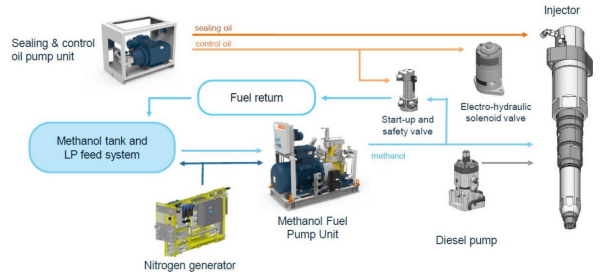 Injector
sealing oil
Sealing & control
oil pump unit
control oil
Fuel return
Start-up and
safety valve
Electro-hydraulic
solenoid valve
Methanol tank and
LP feed system
methanol
Methanol Fuel
Pump Unit
Diesel pump
Nitrogen generator